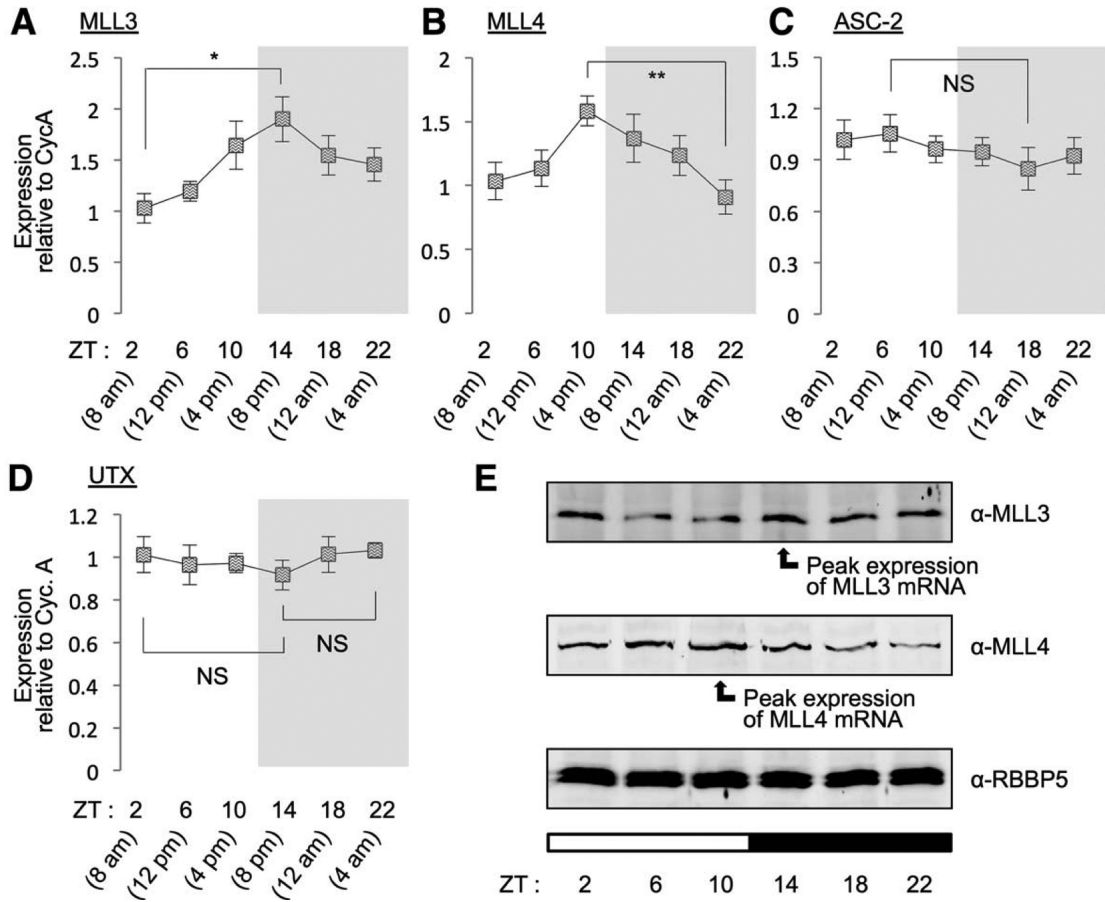 A MLL3
Expression
relative to CycA
2.5
2
1.5
1
0.5
0
*
ZT : 2 6 10 14 18 22
(8 am) (12 pm) (4 pm) (8 pm) (12 am) (4 am)
B MLL4
2
1.5
1
0.5
0
**
2 6 10 14 18 22
(8 am) (12 pm) (4 pm) (8 pm) (12 am) (4 am)
C ASC-2
1.5
1.2
0.9
0.6
0.3
0
NS
2 6 10 14 18 22
(8 am) (12 pm) (4 pm) (8 pm) (12 am) (4 am)
D UTX
Expression
relative to Cyc. A
1.2
1
0.8
0.6
0.4
0.2
0
NS
NS
ZT : 2 6 10 14 18 22
(8 am) (12 pm) (4 pm) (8 pm) (12 am) (4 am)
E
α-MLL3
Peak expression
of MLL3 mRNA
α-MLL4
Peak expression
of MLL4 mRNA
α-RBBP5
ZT : 2 6 10 14 18 22